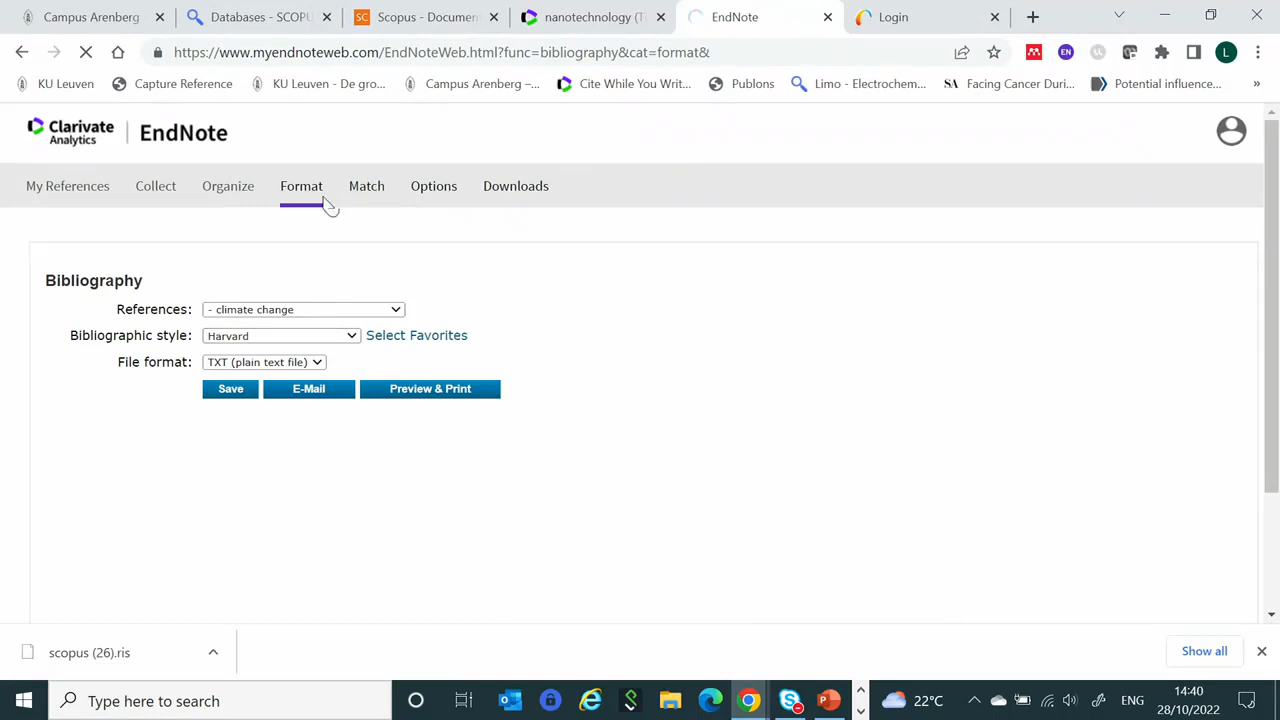 Campus Arenberg
Databases - SCOPU
Scopus - Documen
nanotechnology (T
EndNote
Login
https://www.myendnoteweb.com/EndNoteWeb.html?func=bibliography&cat=format&
EN
L
KU Leuven
Capture Reference
KU Leuven - De gro...
Campus Arenberg –...
Cite While You Writ...
Publons
Limo - Electrochem...
SA Facing Cancer Duri...
Potential influence...
»
Clarivate
Analytics
EndNote
My References
Collect
Organize
Format
Match
Options
Downloads
Bibliography
References:
- climate change
Bibliographic style:
Harvard
Select Favorites
File format:
TXT (plain text file)
Save
E-Mail
Preview & Print
scopus (26).ris
Show all
Type here to search
22°C
ENG
14:40
28/10/2022